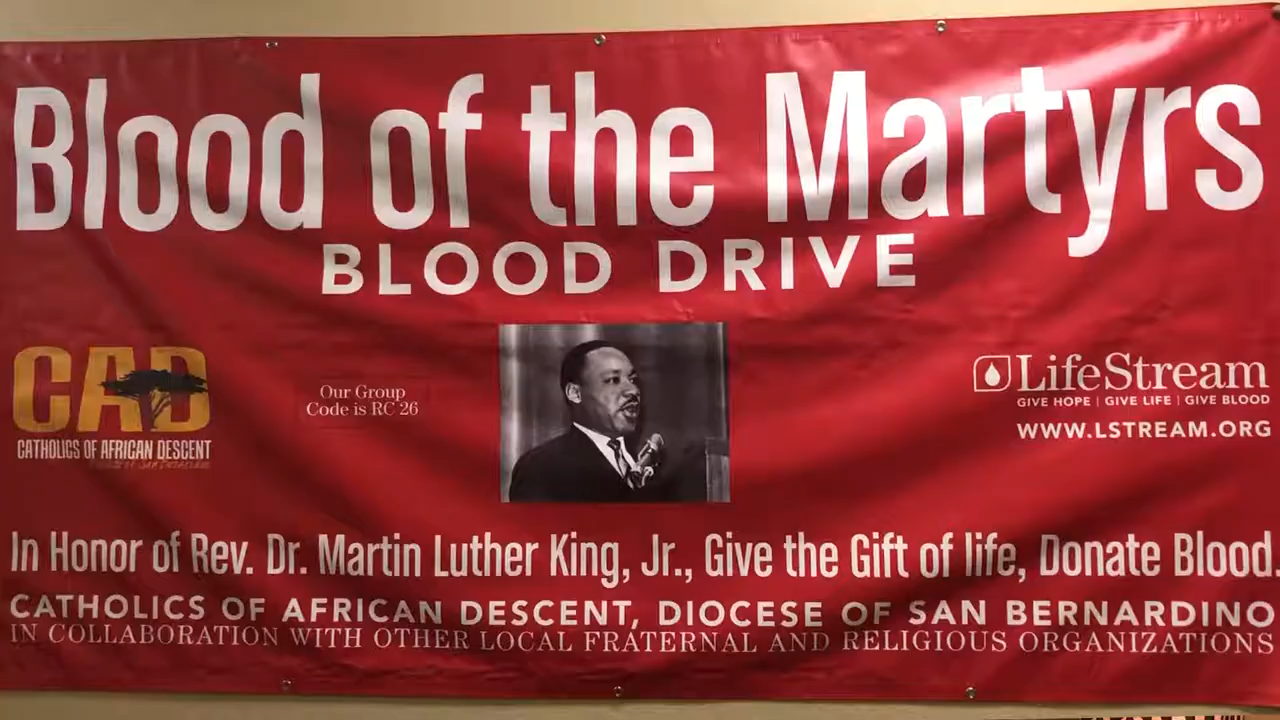 Blood of the Martyrs
BLOOD DRIVE
CAD
CATHOLICS OF AFRICAN DESCENT
Our Group
Code is RC 26
LifeStream
GIVE HOPE | GIVE LIFE | GIVE BLOOD
WWW.LSTREAM.ORG
In Honor of Rev. Dr. Martin Luther King, Jr., Give the Gift of life, Donate Blood.
CATHOLICS OF AFRICAN DESCENT, DIOCESE OF SAN BERNARDINO
IN COLLABORATION WITH OTHER LOCAL FRATERNAL AND RELIGIOUS ORGANIZATIONS